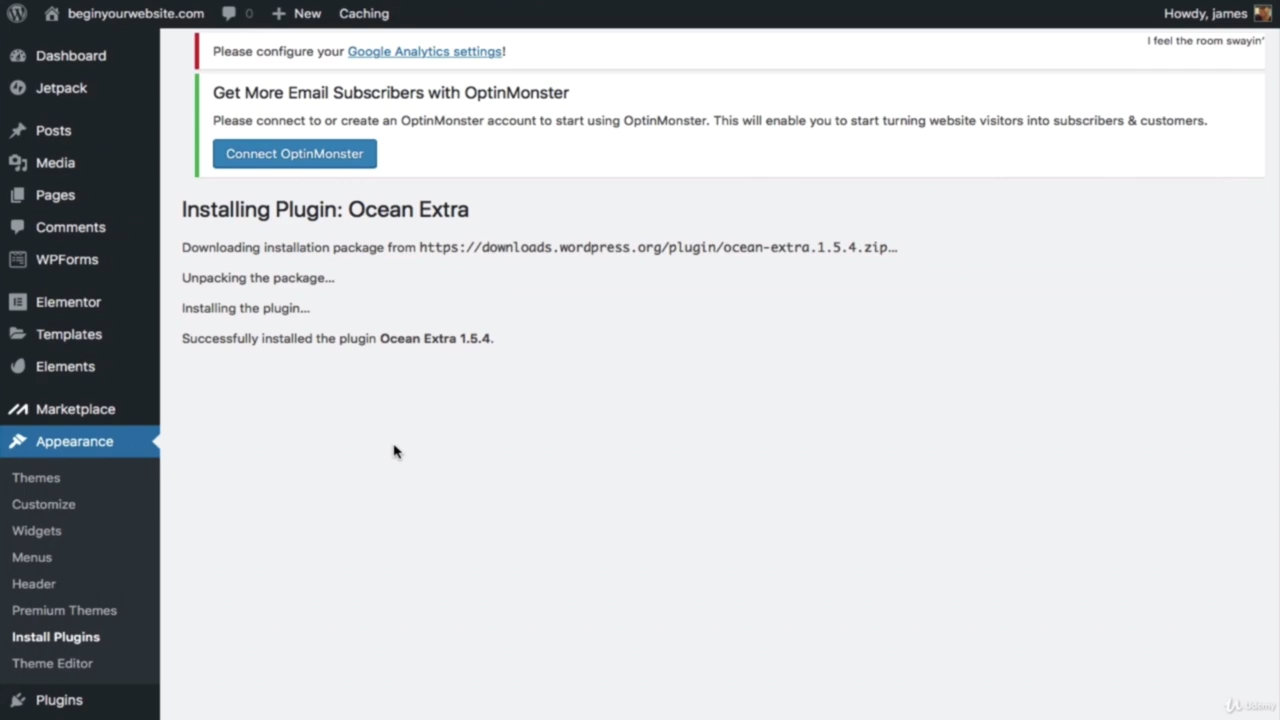 beginyourwebsite.com 0 New Caching Howdy, james
Dashboard
Jetpack
Posts
Media
Pages
Comments
WPForms
Elementor
Templates
Elements
Marketplace
Appearance
Themes
Customize
Widgets
Menus
Header
Premium Themes
Install Plugins
Theme Editor
Plugins
I feel the room swayin'
Please configure your Google Analytics settings!
Get More Email Subscribers with OptinMonster
Please connect to or create an OptinMonster account to start using OptinMonster. This will enable you to start turning website visitors into subscribers & customers.
Connect OptinMonster
Installing Plugin: Ocean Extra
Downloading installation package from https://downloads.wordpress.org/plugin/ocean-extra.1.5.4.zip…
Unpacking the package…
Installing the plugin…
Successfully installed the plugin Ocean Extra 1.5.4.
Udemy